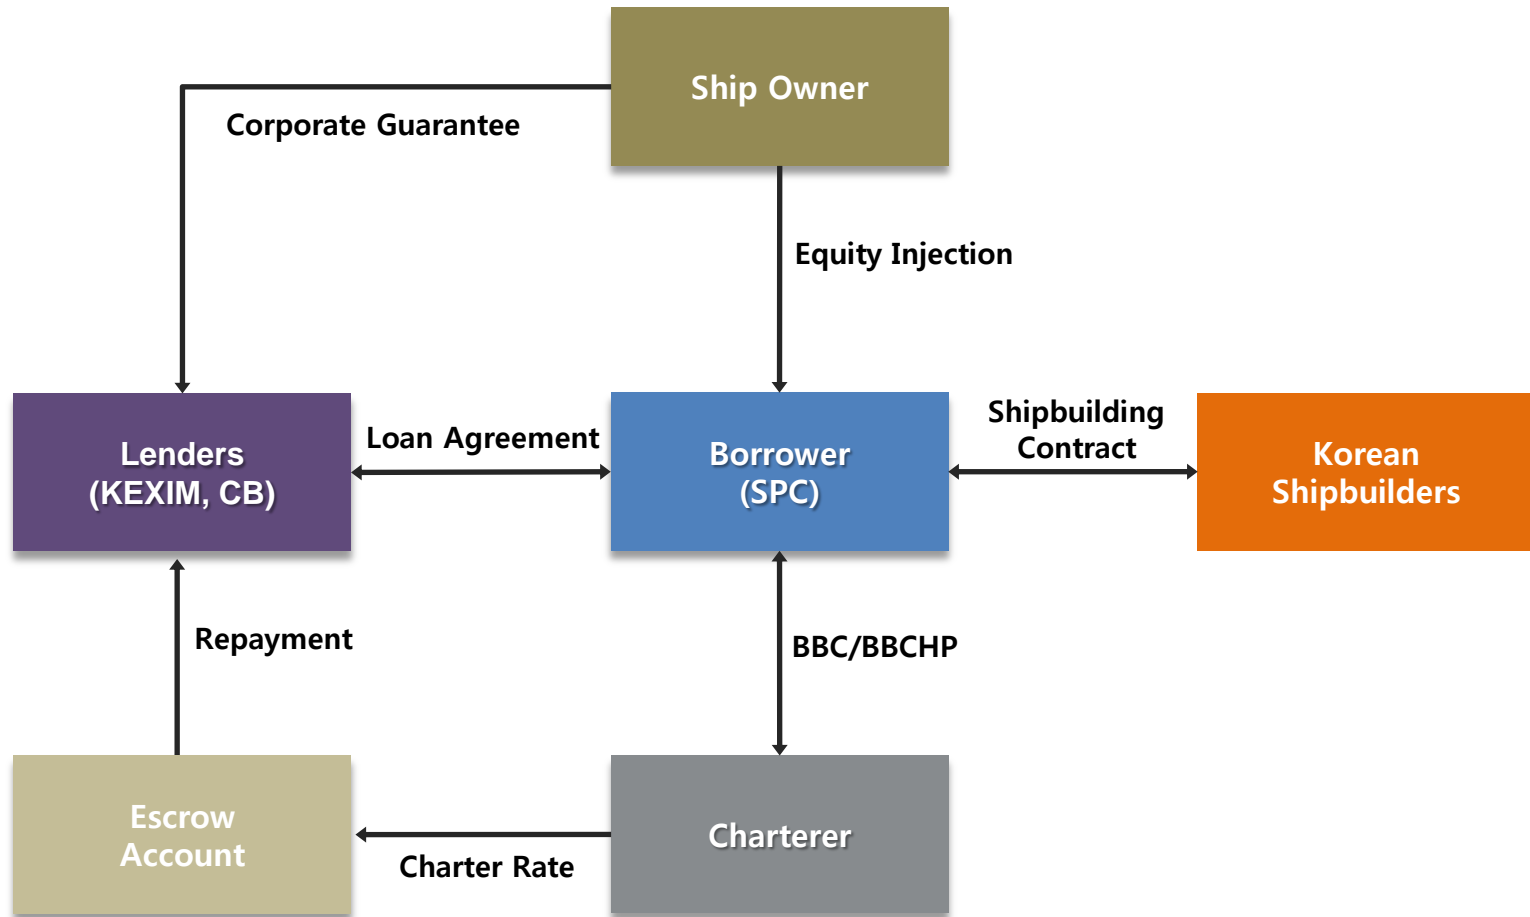 Ship Owner
Corporate Guarantee
Equity Injection
Lenders
(KEXIM, CB)
Loan Agreement
Borrower
(SPC)
Shipbuilding
Contract
Korean
Shipbuilders
Repayment
BBC/BBCHP
Escrow
Account
Charter Rate
Charterer